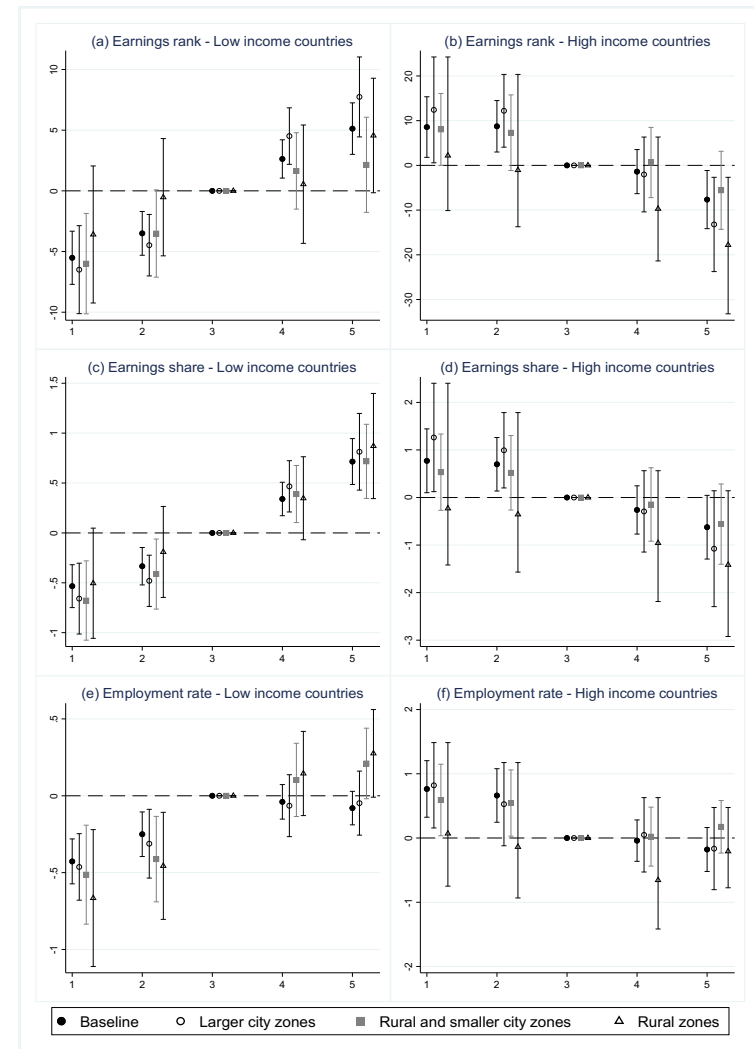 (a) Earnings rank - Low income countries
10
5
0
-5
-10
1 2 3 4 5
(b) Earnings rank - High income countries
20
10
0
-10
-20
-30
1 2 3 4 5
(c) Earnings share - Low income countries
1.5
1
.5
0
-.5
-1
1 2 3 4 5
(d) Earnings share - High income countries
2
1
0
-1
-2
-3
1 2 3 4 5
(e) Employment rate - Low income countries
.5
0
-.5
-1
1 2 3 4 5
(f) Employment rate - High income countries
2
1
0
-1
-2
1 2 3 4 5
Baseline Larger city zones Rural and smaller city zones Rural zones